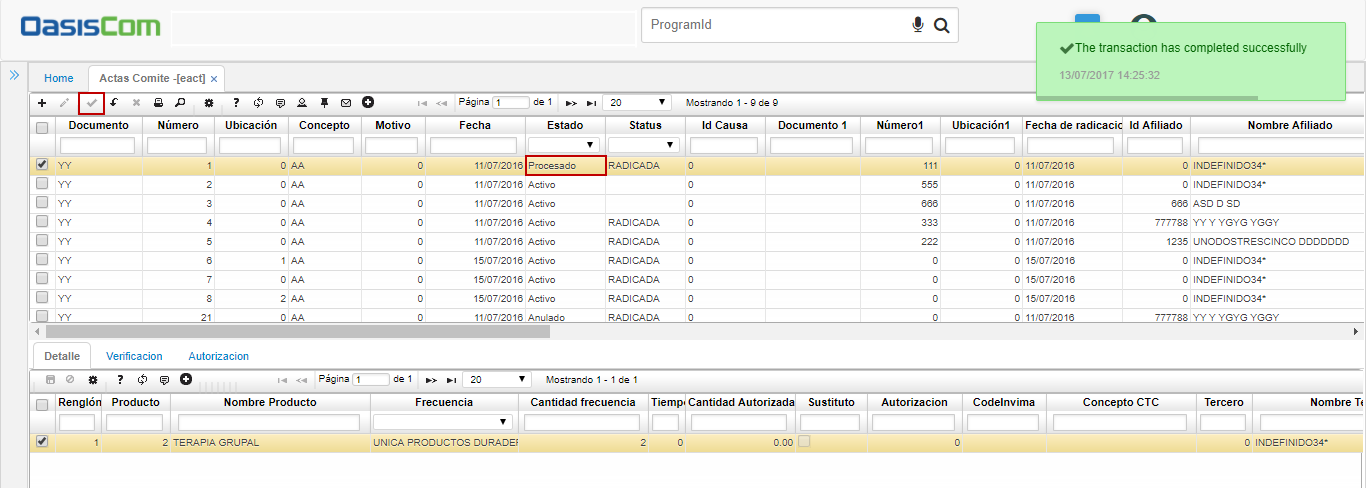 OasisCom
ProgramId
The transaction has completed successfully
13/07/2017 14:25:32
Home
Actas Comite -[eact] ×
Página 1 de 1 20 Mostrando 1 - 9 de 9
Documento Número Ubicación Concepto Motivo Fecha Estado Status Id Causa Documento 1 Número1 Ubicación1 Fecha de radicacio Id Afiliado Nombre Afiliado
YY 1 0 AA 0 11/07/2016 Procesado RADICADA 0 111 0 11/07/2016 0 INDEFINIDO34*
YY 2 0 AA 0 11/07/2016 Activo 0 555 0 11/07/2016 0 INDEFINIDO34*
YY 3 0 AA 0 11/07/2016 Activo 0 666 0 11/07/2016 666 ASD D SD
YY 4 0 AA 0 11/07/2016 Activo RADICADA 0 333 0 11/07/2016 777788 YY Y YGYG YGGY
YY 5 0 AA 0 11/07/2016 Activo RADICADA 0 222 0 11/07/2016 1235 UNODOSTRESCINCO DDDDDDD
YY 6 1 AA 0 15/07/2016 Activo RADICADA 0 0 0 15/07/2016 0 INDEFINIDO34*
YY 7 0 AA 0 15/07/2016 Activo RADICADA 0 0 0 15/07/2016 0 INDEFINIDO34*
YY 8 2 AA 0 15/07/2016 Activo RADICADA 0 0 0 15/07/2016 0 INDEFINIDO34*
YY 21 0 AA 0 11/07/2016 Anulado RADICADA 0 0 0 11/07/2016 777788 YY Y YGYG YGGY
Detalle Verificacion Autorizacion
Página 1 de 1 20 Mostrando 1 - 1 de 1
Renglón Producto Nombre Producto Frecuencia Cantidad frecuencia Tiempo Cantidad Autorizada Sustituto Autorizacion CodeInvima Concepto CTC Tercero Nombre Te
1 2 TERAPIA GRUPAL UNICA PRODUCTOS DURADER 2 0 0.00 0 0 INDEFINIDO34*